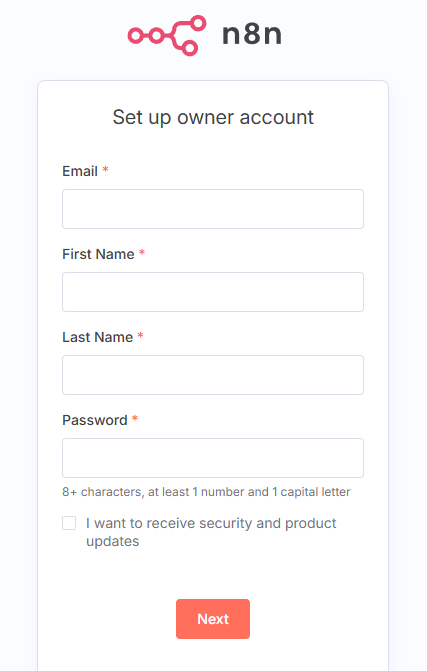 n8n
Set up owner account
Email *
First Name *
Last Name *
Password *
8+ characters, at least 1 number and 1 capital letter
I want to receive security and product
updates
Next